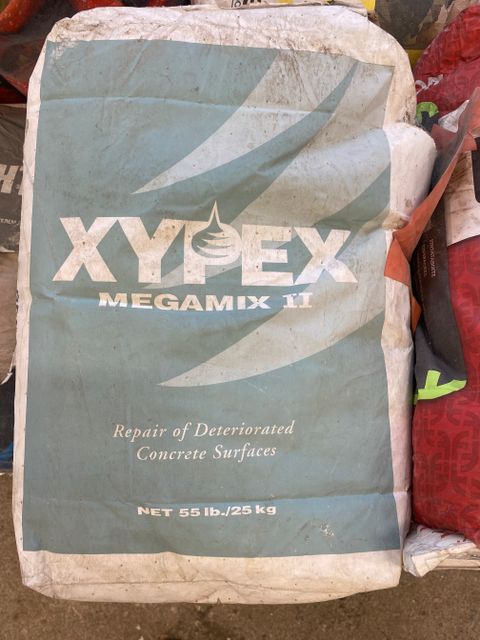 XYPEX
MEGAMIX II
Repair of Deteriorated
Concrete Surfaces
NET 55 lb./25 kg